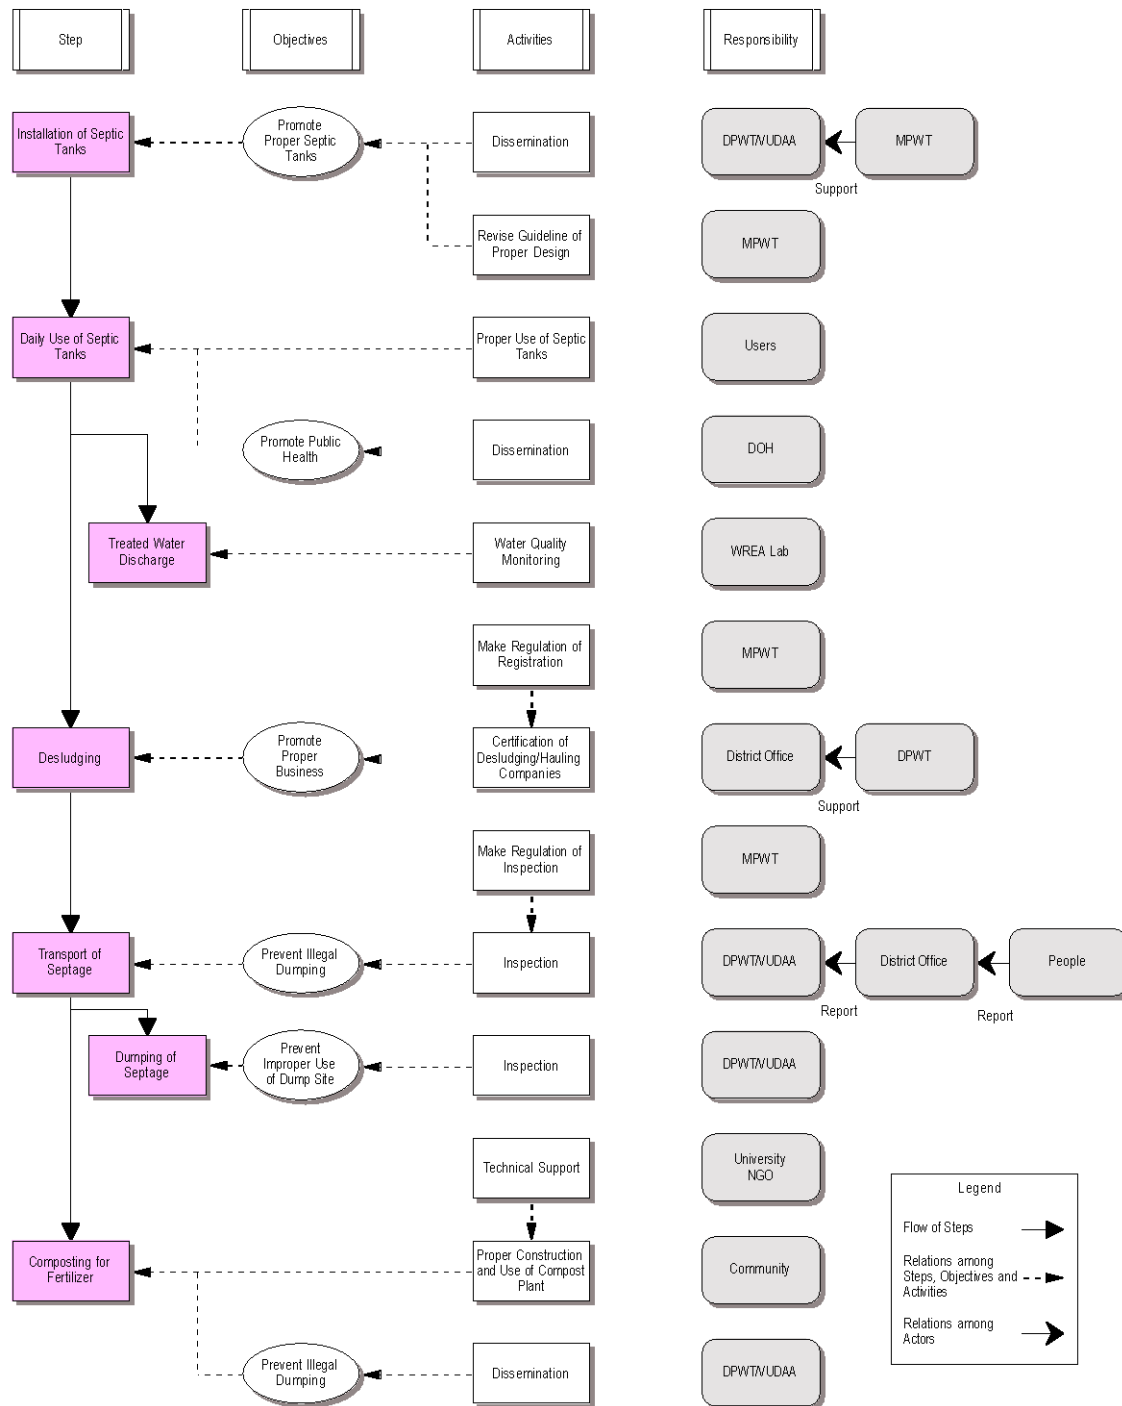 Step
Objectives
Activities
Responsibility
Installation of Septic
Tanks
Promote
Proper Septic
Tanks
Dissemination
DPWT/VUDAA
MPWT
Support
Revise Guideline of
Proper Design
MPWT
Daily Use of Septic
Tanks
Proper Use of Septic
Tanks
Users
Promote Public
Health
Dissemination
DOH
Treated Water
Discharge
Water Quality
Monitoring
WREA Lab
Make Regulation of
Registration
MPWT
Desludging
Promote
Proper
Business
Certification of
Desludging/Hauling
Companies
District Office
DPWT
Support
Make Regulation of
Inspection
MPWT
Transport of
Septage
Prevent Illegal
Dumping
Inspection
DPWT/VUDAA
District Office
People
Report
Report
Dumping of
Septage
Prevent
Improper Use
of Dump Site
Inspection
DPWT/VUDAA
Technical Support
University
NGO
Composting for
Fertilizer
Proper Construction
and Use of Compost
Plant
Community
Prevent Illegal
Dumping
Dissemination
DPWT/VUDAA
Legend
Flow of Steps
Relations among
Steps, Objectives and
Activities
Relations among
Actors